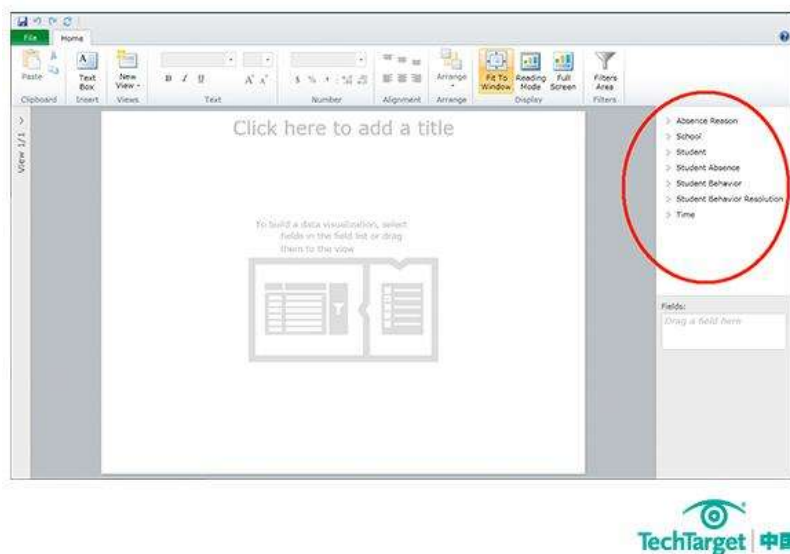 File
Home
Paste
Text
Box
New
View
B I U
A A
$ %
Arrange
Fit To
Window
Reading
Mode
Full
Screen
Filters
Area
Clipboard
Insert
Views
Text
Number
Alignment
Arrange
Display
Filters
View 1/1
Click here to add a title
To build a data visualization, select
fields in the field list or drag
them to the view
Absence Reason
School
Student
Student Absence
Student Behavior
Student Behavior Resolution
Time
Fields:
Drag a field here
TechTarget 中国